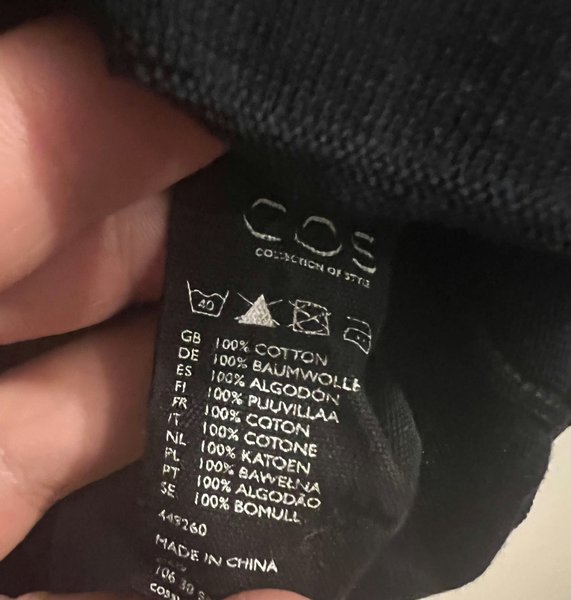 COS
COLLECTION OF STYLE
40
GB 100% COTTON
DE 100% BAUMWOLLE
ES 100% ALGODÓN
FI 100% PUUVILLAA
FR 100% COTON
IT 100% COTONE
NL 100% KATOEN
PL 100% BAWEŁNA
PT 100% ALGODÃO
SE 100% BOMULL
MADE IN CHINA